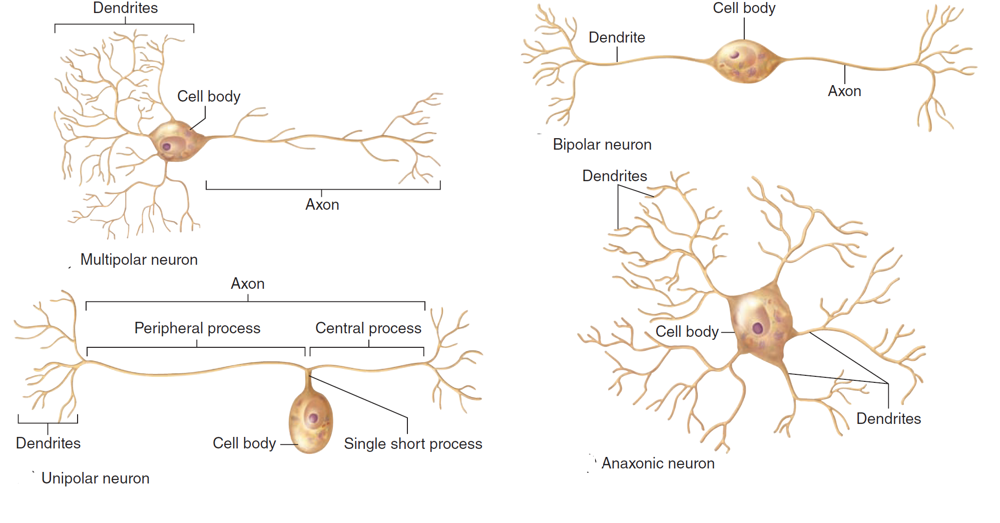 Dendrites
Cell body
Axon
Multipolar neuron
Cell body
Dendrite
Axon
Bipolar neuron
Axon
Peripheral process
Central process
Dendrites
Cell body
Single short process
Unipolar neuron
Dendrites
Cell body
Dendrites
Anaxonic neuron